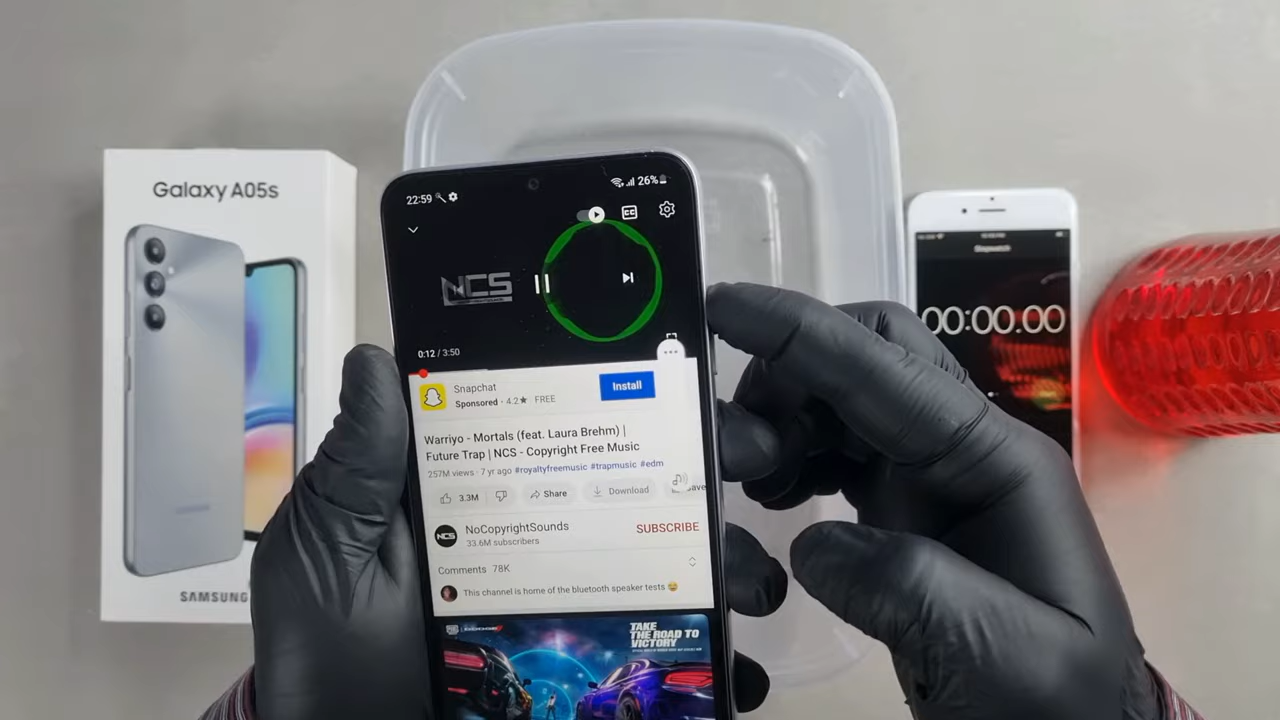 Galaxy A05s
SAMSUNG
22:59
26%
CC
NCS
0:12 / 3:50
Snapchat
Sponsored · 4.2★ FREE
Install
Warriyo - Mortals (feat. Laura Brehm) |
Future Trap | NCS - Copyright Free Music
257M views · 7 yr ago #royaltyfreemusic #trapmusic #edm
3.3M
Share
Download
Save
NoCopyrightSounds
33.6M subscribers
SUBSCRIBE
NCS
Comments 78K
This channel is home of the bluetooth speaker tests 😂
TAKE
THE ROAD TO
VICTORY
Stopwatch
00:00.00